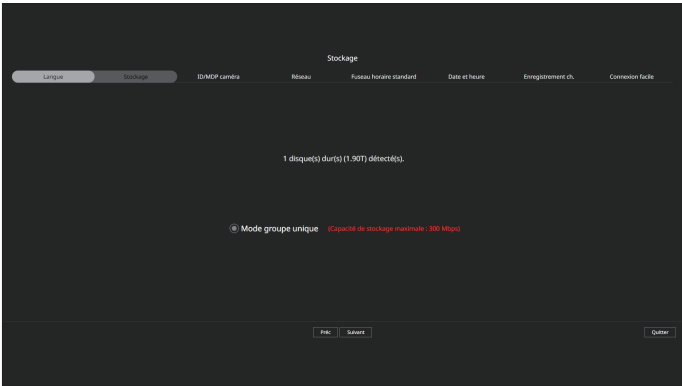 Stockage
Langue Stockage ID/MDP caméra Réseau Fuseau horaire standard Date et heure Enregistrement ch. Connexion facile
1 disque(s) dur(s) (1.90T) détecté(s).
Mode groupe unique (Capacité de stockage maximale : 300 Mbps)
Préc Suivant Quitter